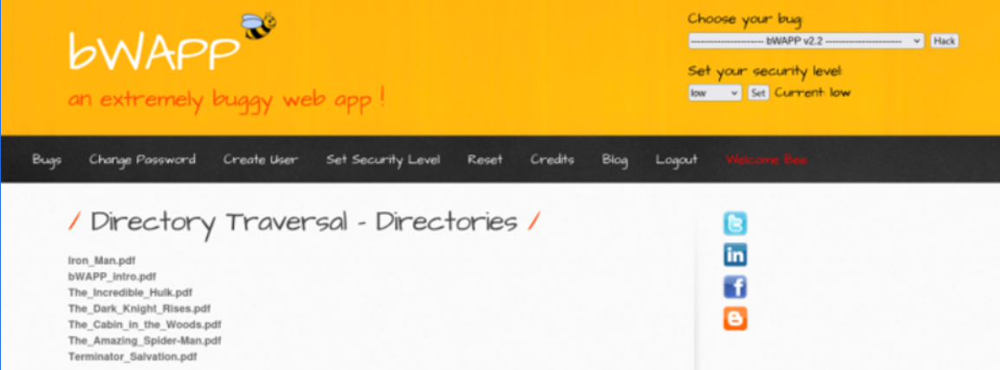 bWAPP
an extremely buggy web app !
Choose your bug:
---------------------- bWAPP v2.2 ----------------------- Hack
Set your security level:
low Set Current: low
Bugs Change Password Create User Set Security Level Reset Credits Blog Logout Welcome Bee
/ Directory Traversal - Directories /
Iron_Man.pdf
bWAPP_intro.pdf
The_Incredible_Hulk.pdf
The_Dark_Knight_Rises.pdf
The_Cabin_in_the_Woods.pdf
The_Amazing_Spider-Man.pdf
Terminator_Salvation.pdf